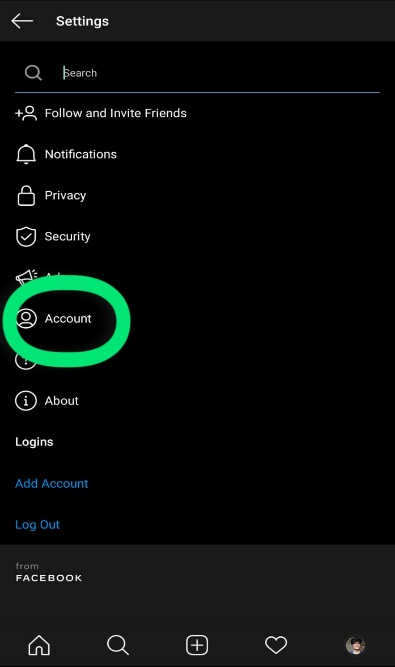 Settings
Search
Follow and Invite Friends
Notifications
Privacy
Security
Account
About
Logins
Add Account
Log Out
from
FACEBOOK